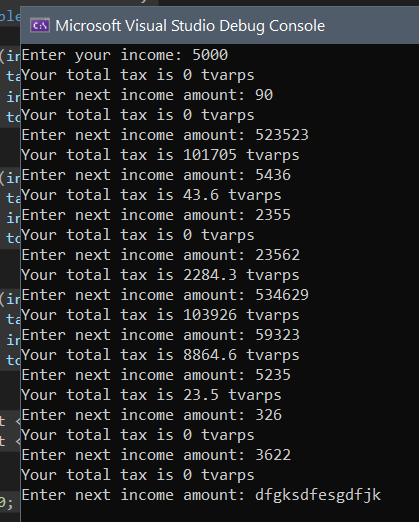 Microsoft Visual Studio Debug Console
Enter your income: 5000
Your total tax is 0 tvarps
Enter next income amount: 90
Your total tax is 0 tvarps
Enter next income amount: 523523
Your total tax is 101705 tvarps
Enter next income amount: 5436
Your total tax is 43.6 tvarps
Enter next income amount: 2355
Your total tax is 0 tvarps
Enter next income amount: 23562
Your total tax is 2284.3 tvarps
Enter next income amount: 534629
Your total tax is 103926 tvarps
Enter next income amount: 59323
Your total tax is 8864.6 tvarps
Enter next income amount: 5235
Your total tax is 23.5 tvarps
Enter next income amount: 326
Your total tax is 0 tvarps
Enter next income amount: 3622
Your total tax is 0 tvarps
Enter next income amount: dfgksdfesgdfjk